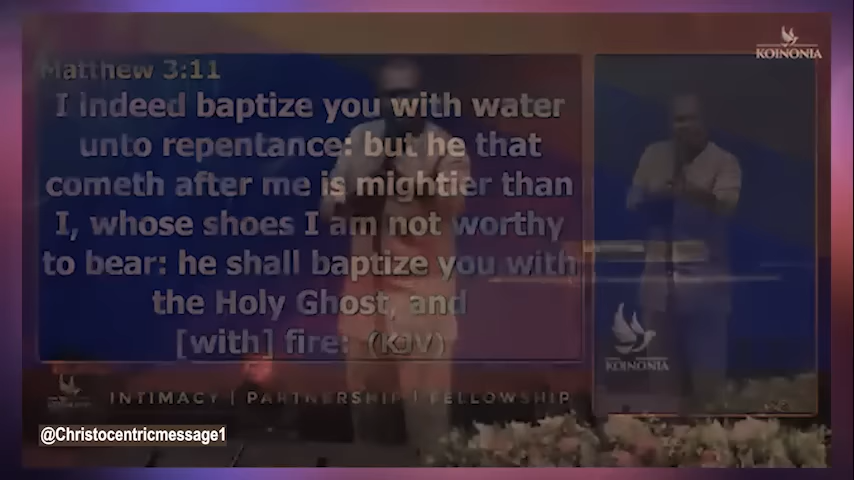 KOINONIA
Matthew 3:11
I indeed baptize you with water
unto repentance: but he that
cometh after me is mightier than
I, whose shoes I am not worthy
to bear: he shall baptize you with
the Holy Ghost, and
[with] fire: (KJV)
KOINONIA
INTIMACY | PARTNERSHIP | FELLOWSHIP
@Christocentricmessage1